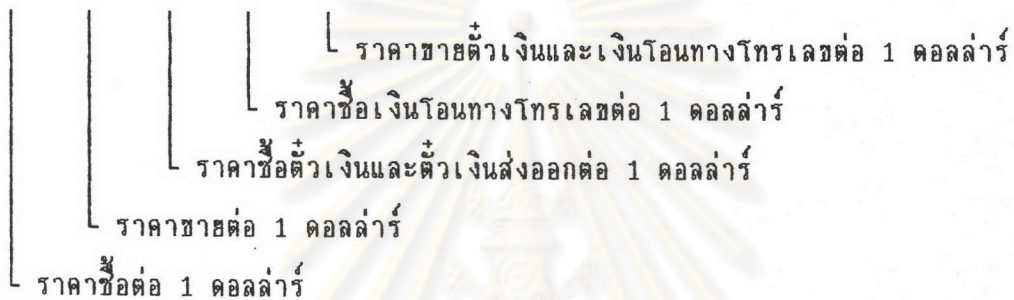 ราคาขายตั๋วเงินและเงินโอนทางโทรเลขต่อ 1 ดอลล่าร์
ราคาซื้อเงินโอนทางโทรเลขต่อ 1 ดอลล่าร์
ราคาซื้อตั๋วเงินและตั๋วเงินส่งออกต่อ 1 ดอลล่าร์
ราคาขายต่อ 1 ดอลล่าร์
ราคาซื้อต่อ 1 ดอลล่าร์